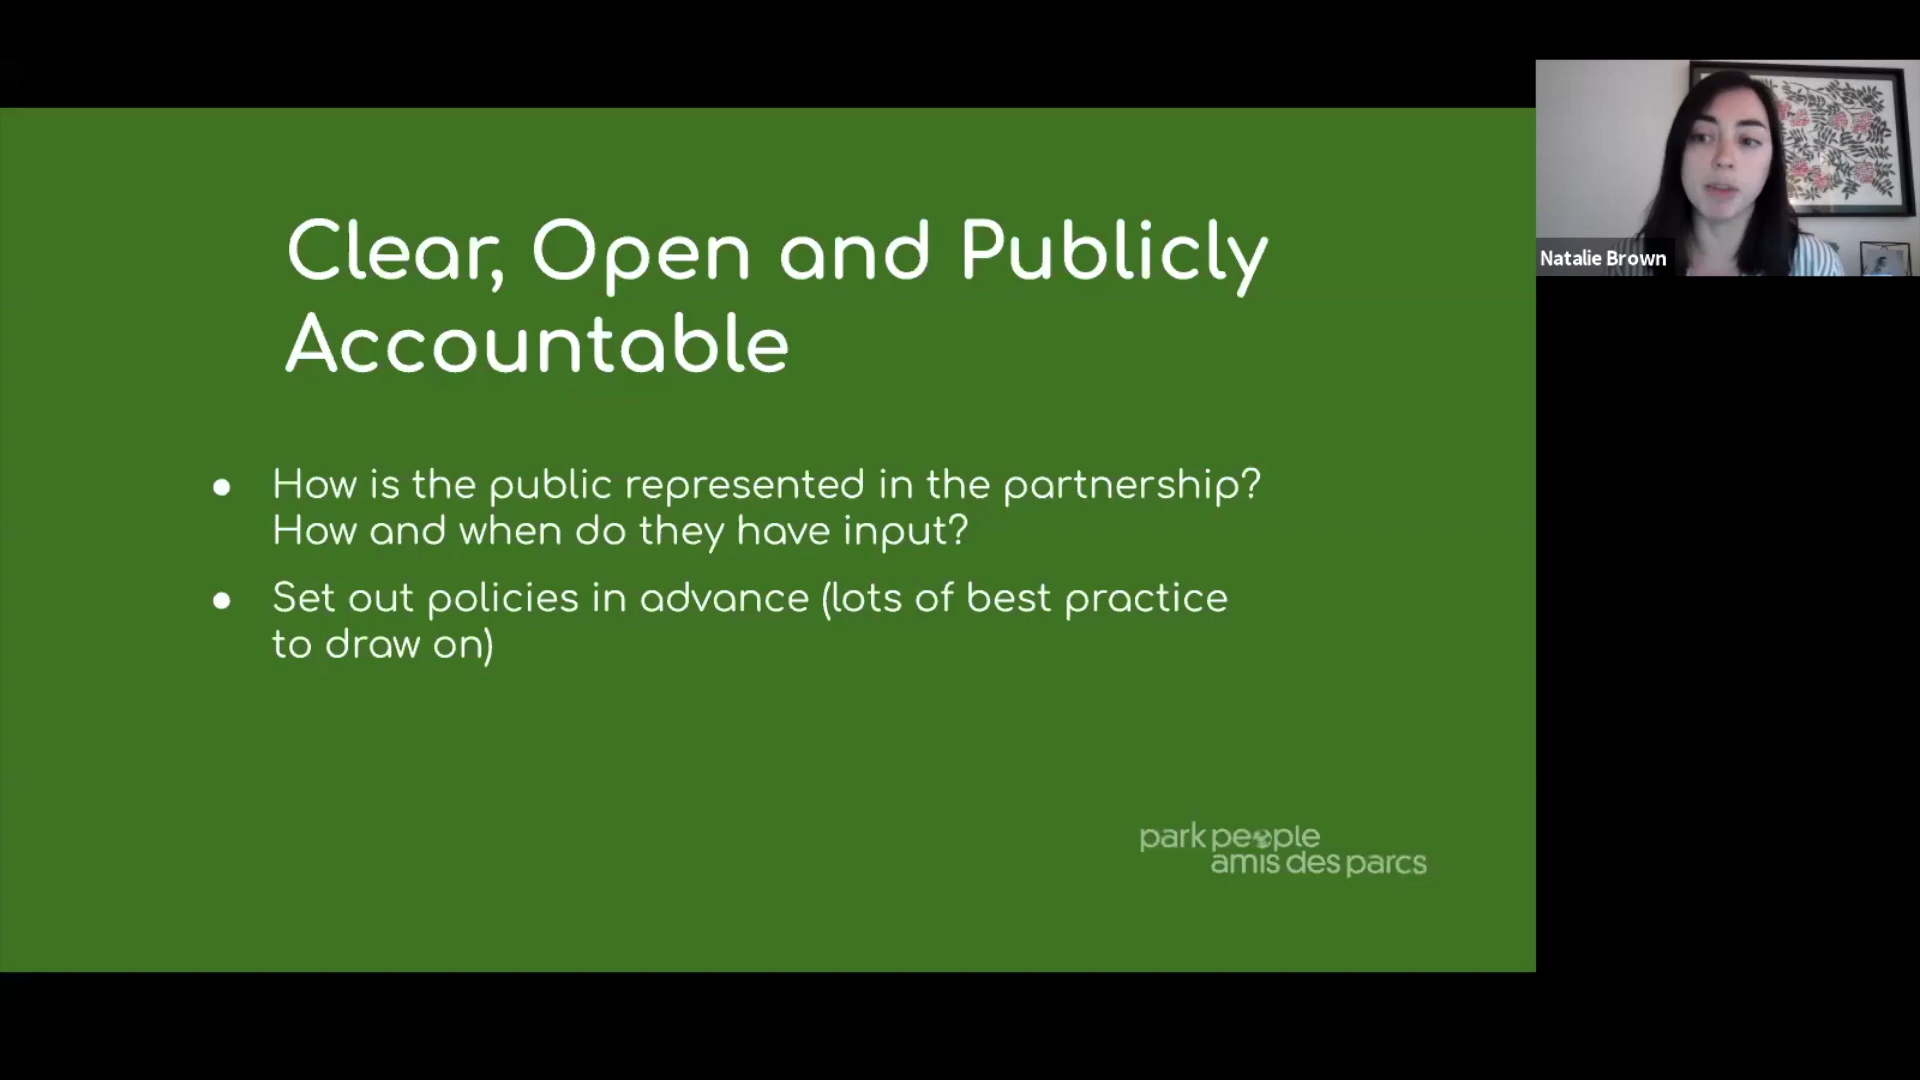 Clear, Open and Publicly
Accountable
● How is the public represented in the partnership?
How and when do they have input?
● Set out policies in advance (lots of best practice
to draw on)
park people
amis des parcs
Natalie Brown